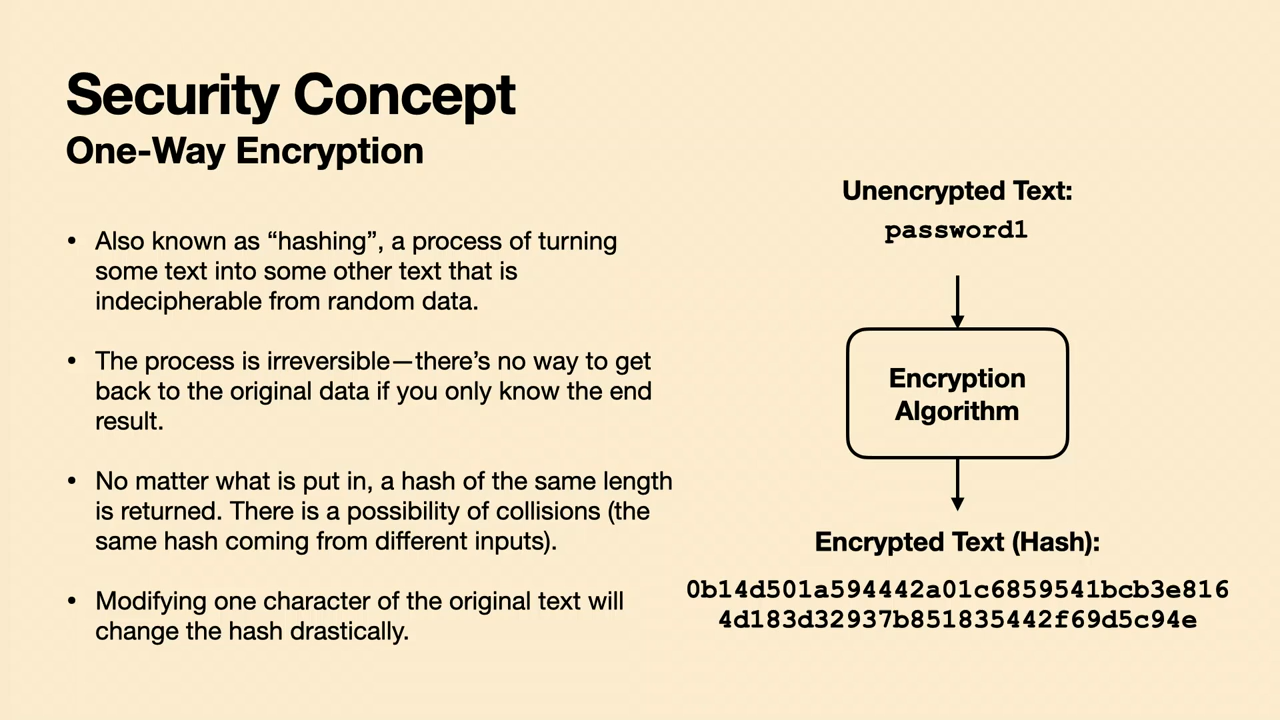 Security Concept
One-Way Encryption
• Also known as “hashing”, a process of turning
some text into some other text that is
indecipherable from random data.
• The process is irreversible—there’s no way to get
back to the original data if you only know the end
result.
• No matter what is put in, a hash of the same length
is returned. There is a possibility of collisions (the
same hash coming from different inputs).
• Modifying one character of the original text will
change the hash drastically.
Unencrypted Text:
password1
Encryption
Algorithm
Encrypted Text (Hash):
0b14d501a594442a01c6859541bcb3e816
4d183d32937b851835442f69d5c94e